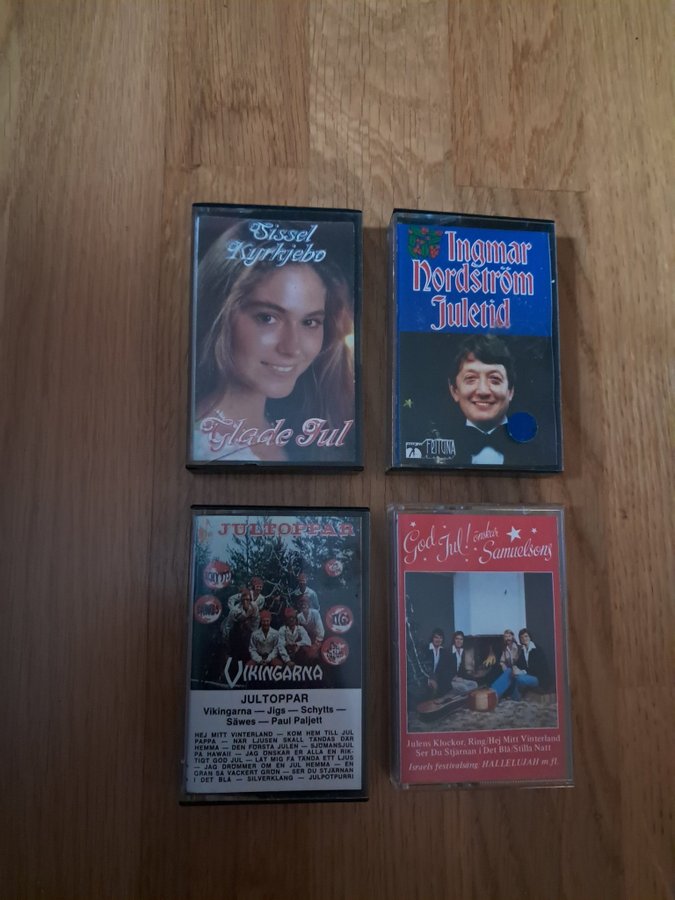 Sissel
Kyrkjebø
Glade Jul
Ingmar
Nordström
Juletid
FRITUNA
JULTOPPAR
VIKINGARNA
JULTOPPAR
Vikingarna — Jigs — Schytts —
Säwes — Paul Paljett
HEJ MITT VINTERLAND — KOM HEM TILL JUL
PAPPA — NÄR LJUSEN SKALL TÄNDAS DÄR
HEMMA — DEN FÖRSTA JULEN — SJÖMANSJUL
PÅ HAWAII — JAG ÖNSKAR ER ALLA EN RIK-
TIGT GOD JUL — LÅT MIG FÅ TÄNDA ETT LJUS
— JAG DRÖMMER OM EN JUL HEMMA — EN
GRAN SÅ VACKERT GRÖN — SER DU STJÄRNAN
I DET BLÅ — SILVERKLANG — JULPOTPURRI
God Jul! önskar
Samuelsons
Julens Klockor, Ring/Hej Mitt Vinterland
Ser Du Stjärnan i Det Blå/Stilla Natt
Israels festivalsång: HALLELUJAH m fl.